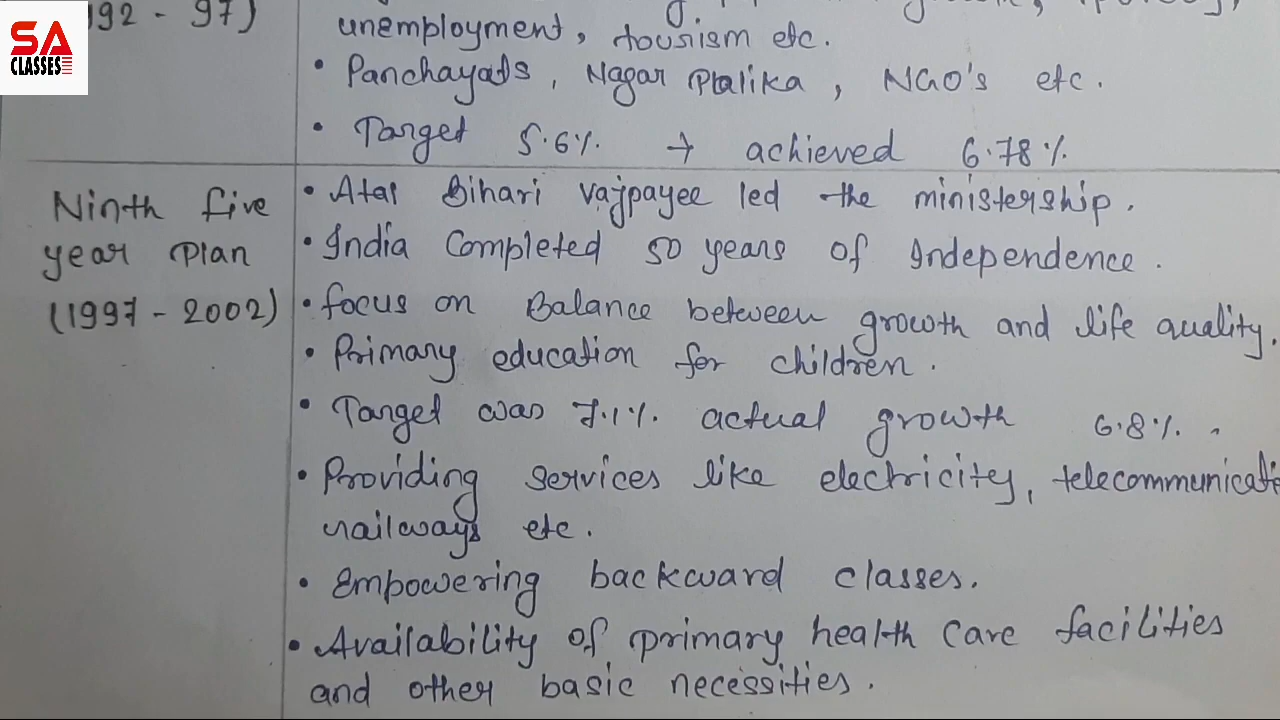 SA
CLASSES
92 - 97)
unemployment, tourism etc.
• Panchayats, Nagar Palika, NGO's etc.
• Target 5.6% → achieved 6.78%
Ninth five
year Plan
(1997 - 2002)
• Atal Bihari Vajpayee led the ministership.
• India Completed 50 years of Independence.
• focus on Balance between growth and life quality.
• Primary education for children.
• Target was 7.1% actual growth 6.8%.
• Providing services like electricity, telecommunicati
railways etc.
• Empowering backward classes.
• Availability of primary health care facilities
and other basic necessities.